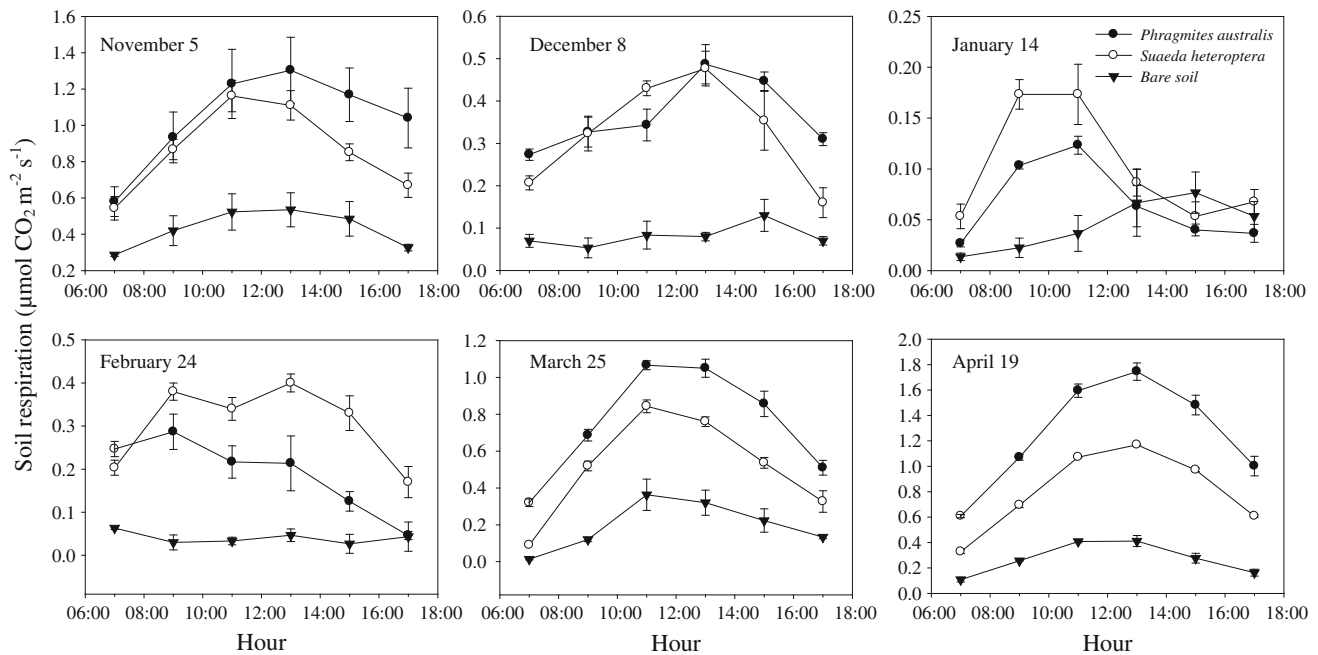 Soil respiration (μmol CO2 m-2 s-1)
November 5
1.6
1.4
1.2
1.0
0.8
0.6
0.4
0.2
06:00 08:00 10:00 12:00 14:00 16:00 18:00
December 8
0.6
0.5
0.4
0.3
0.2
0.1
0.0
06:00 08:00 10:00 12:00 14:00 16:00 18:00
January 14
Phragmites australis
Suaeda heteroptera
Bare soil
0.25
0.20
0.15
0.10
0.05
0.00
06:00 08:00 10:00 12:00 14:00 16:00 18:00
February 24
0.5
0.4
0.3
0.2
0.1
0.0
06:00 08:00 10:00 12:00 14:00 16:00 18:00
Hour
March 25
1.2
1.0
0.8
0.6
0.4
0.2
0.0
06:00 08:00 10:00 12:00 14:00 16:00 18:00
Hour
April 19
2.0
1.8
1.6
1.4
1.2
1.0
0.8
0.6
0.4
0.2
0.0
06:00 08:00 10:00 12:00 14:00 16:00 18:00
Hour